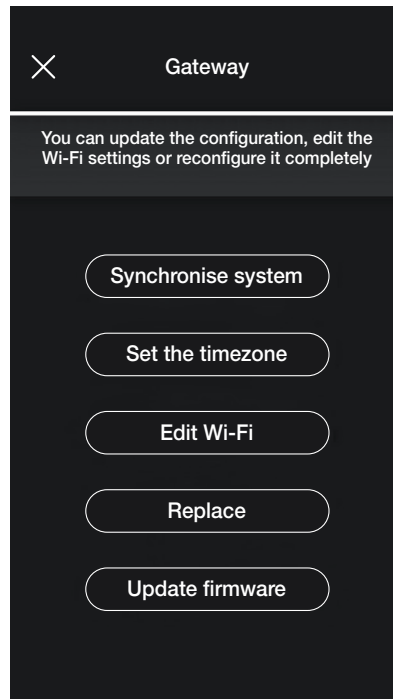 Gateway
You can update the configuration, edit the
Wi-Fi settings or reconfigure it completely
Synchronise system
Set the timezone
Edit Wi-Fi
Replace
Update firmware